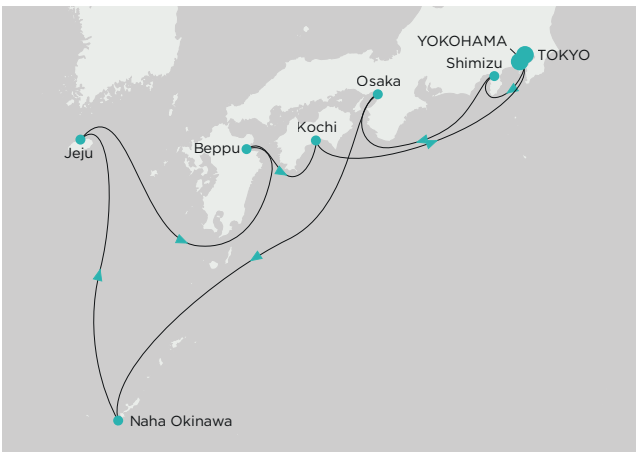 YOKOHAMA
TOKYO
Shimizu
Osaka
Kochi
Beppu
Jeju
Naha Okinawa